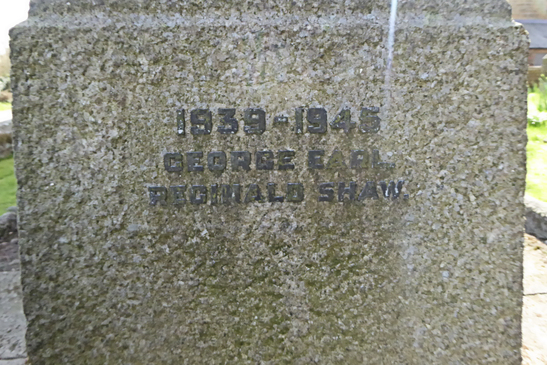 1939-1945
GEORGE EARL.
REGINALD SHAW.